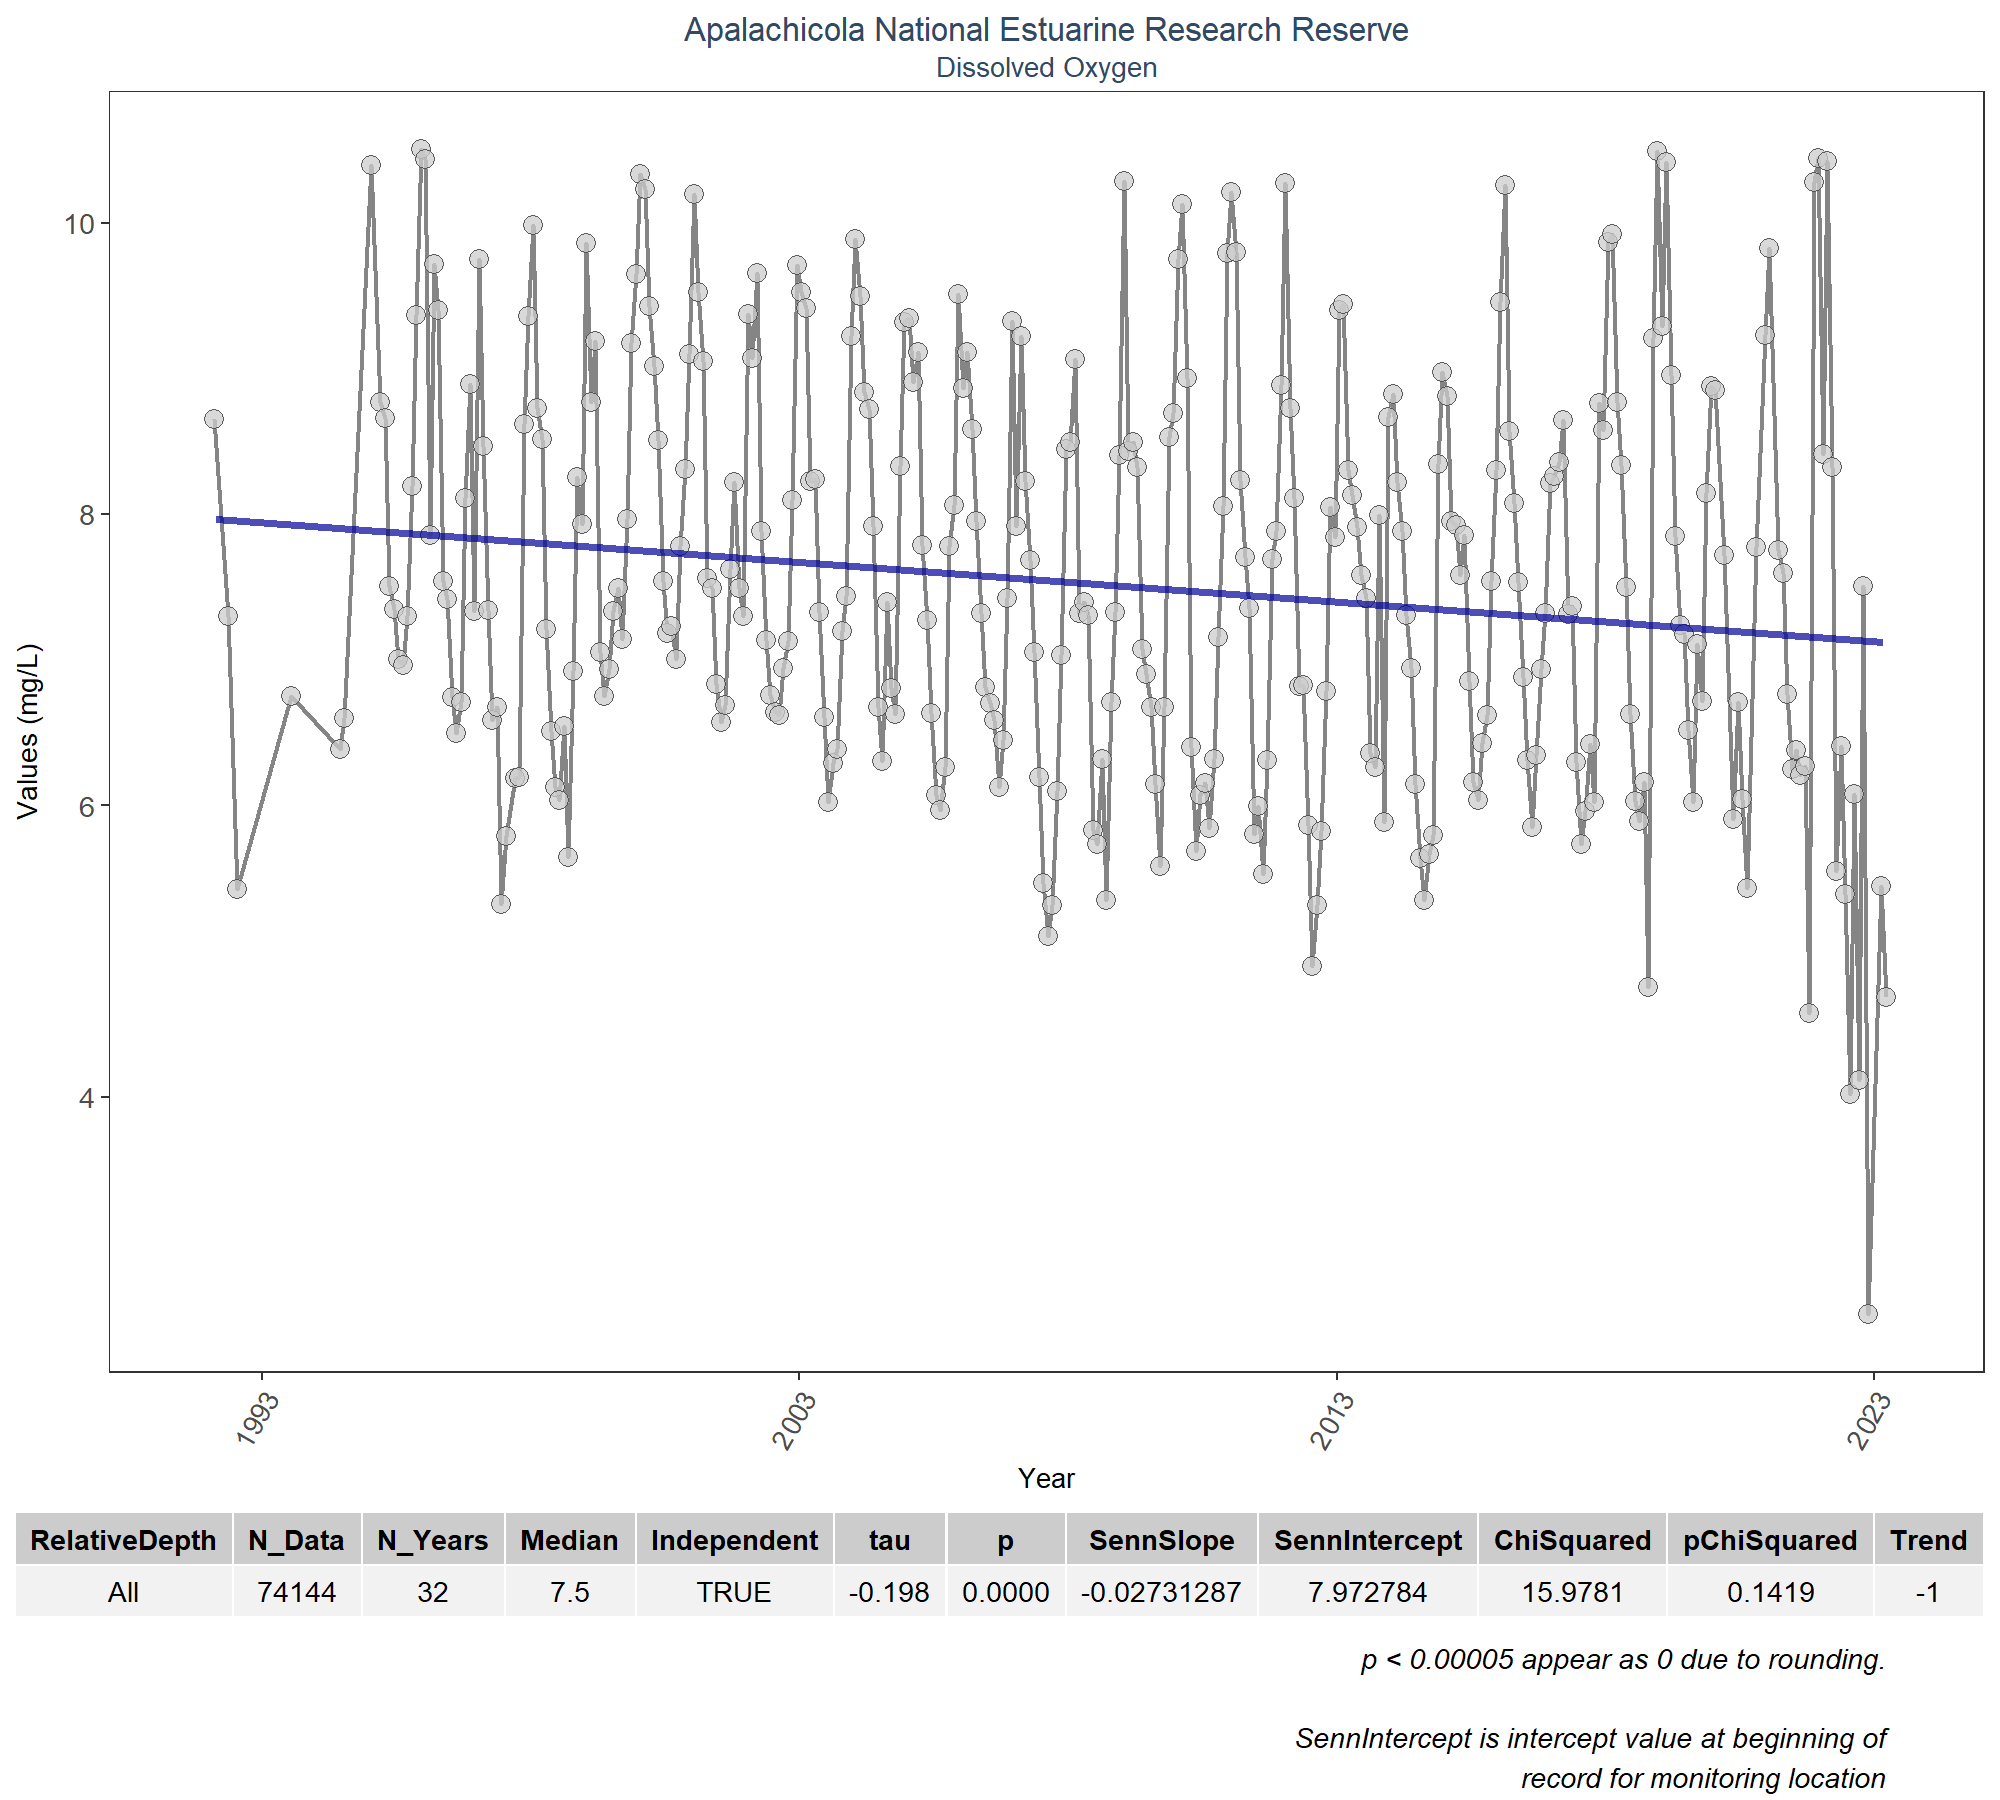 Apalachicola National Estuarine Research Reserve
Dissolved Oxygen
Values (mg/L)
10
8
6
4
1993
2003
2013
2023
Year
RelativeDepth N_Data N_Years Median Independent tau p SennSlope SennIntercept ChiSquared pChiSquared Trend
All 74144 32 7.5 TRUE -0.198 0.0000 -0.02731287 7.972784 15.9781 0.1419 -1
p < 0.00005 appear as 0 due to rounding.
SennIntercept is intercept value at beginning of
record for monitoring location